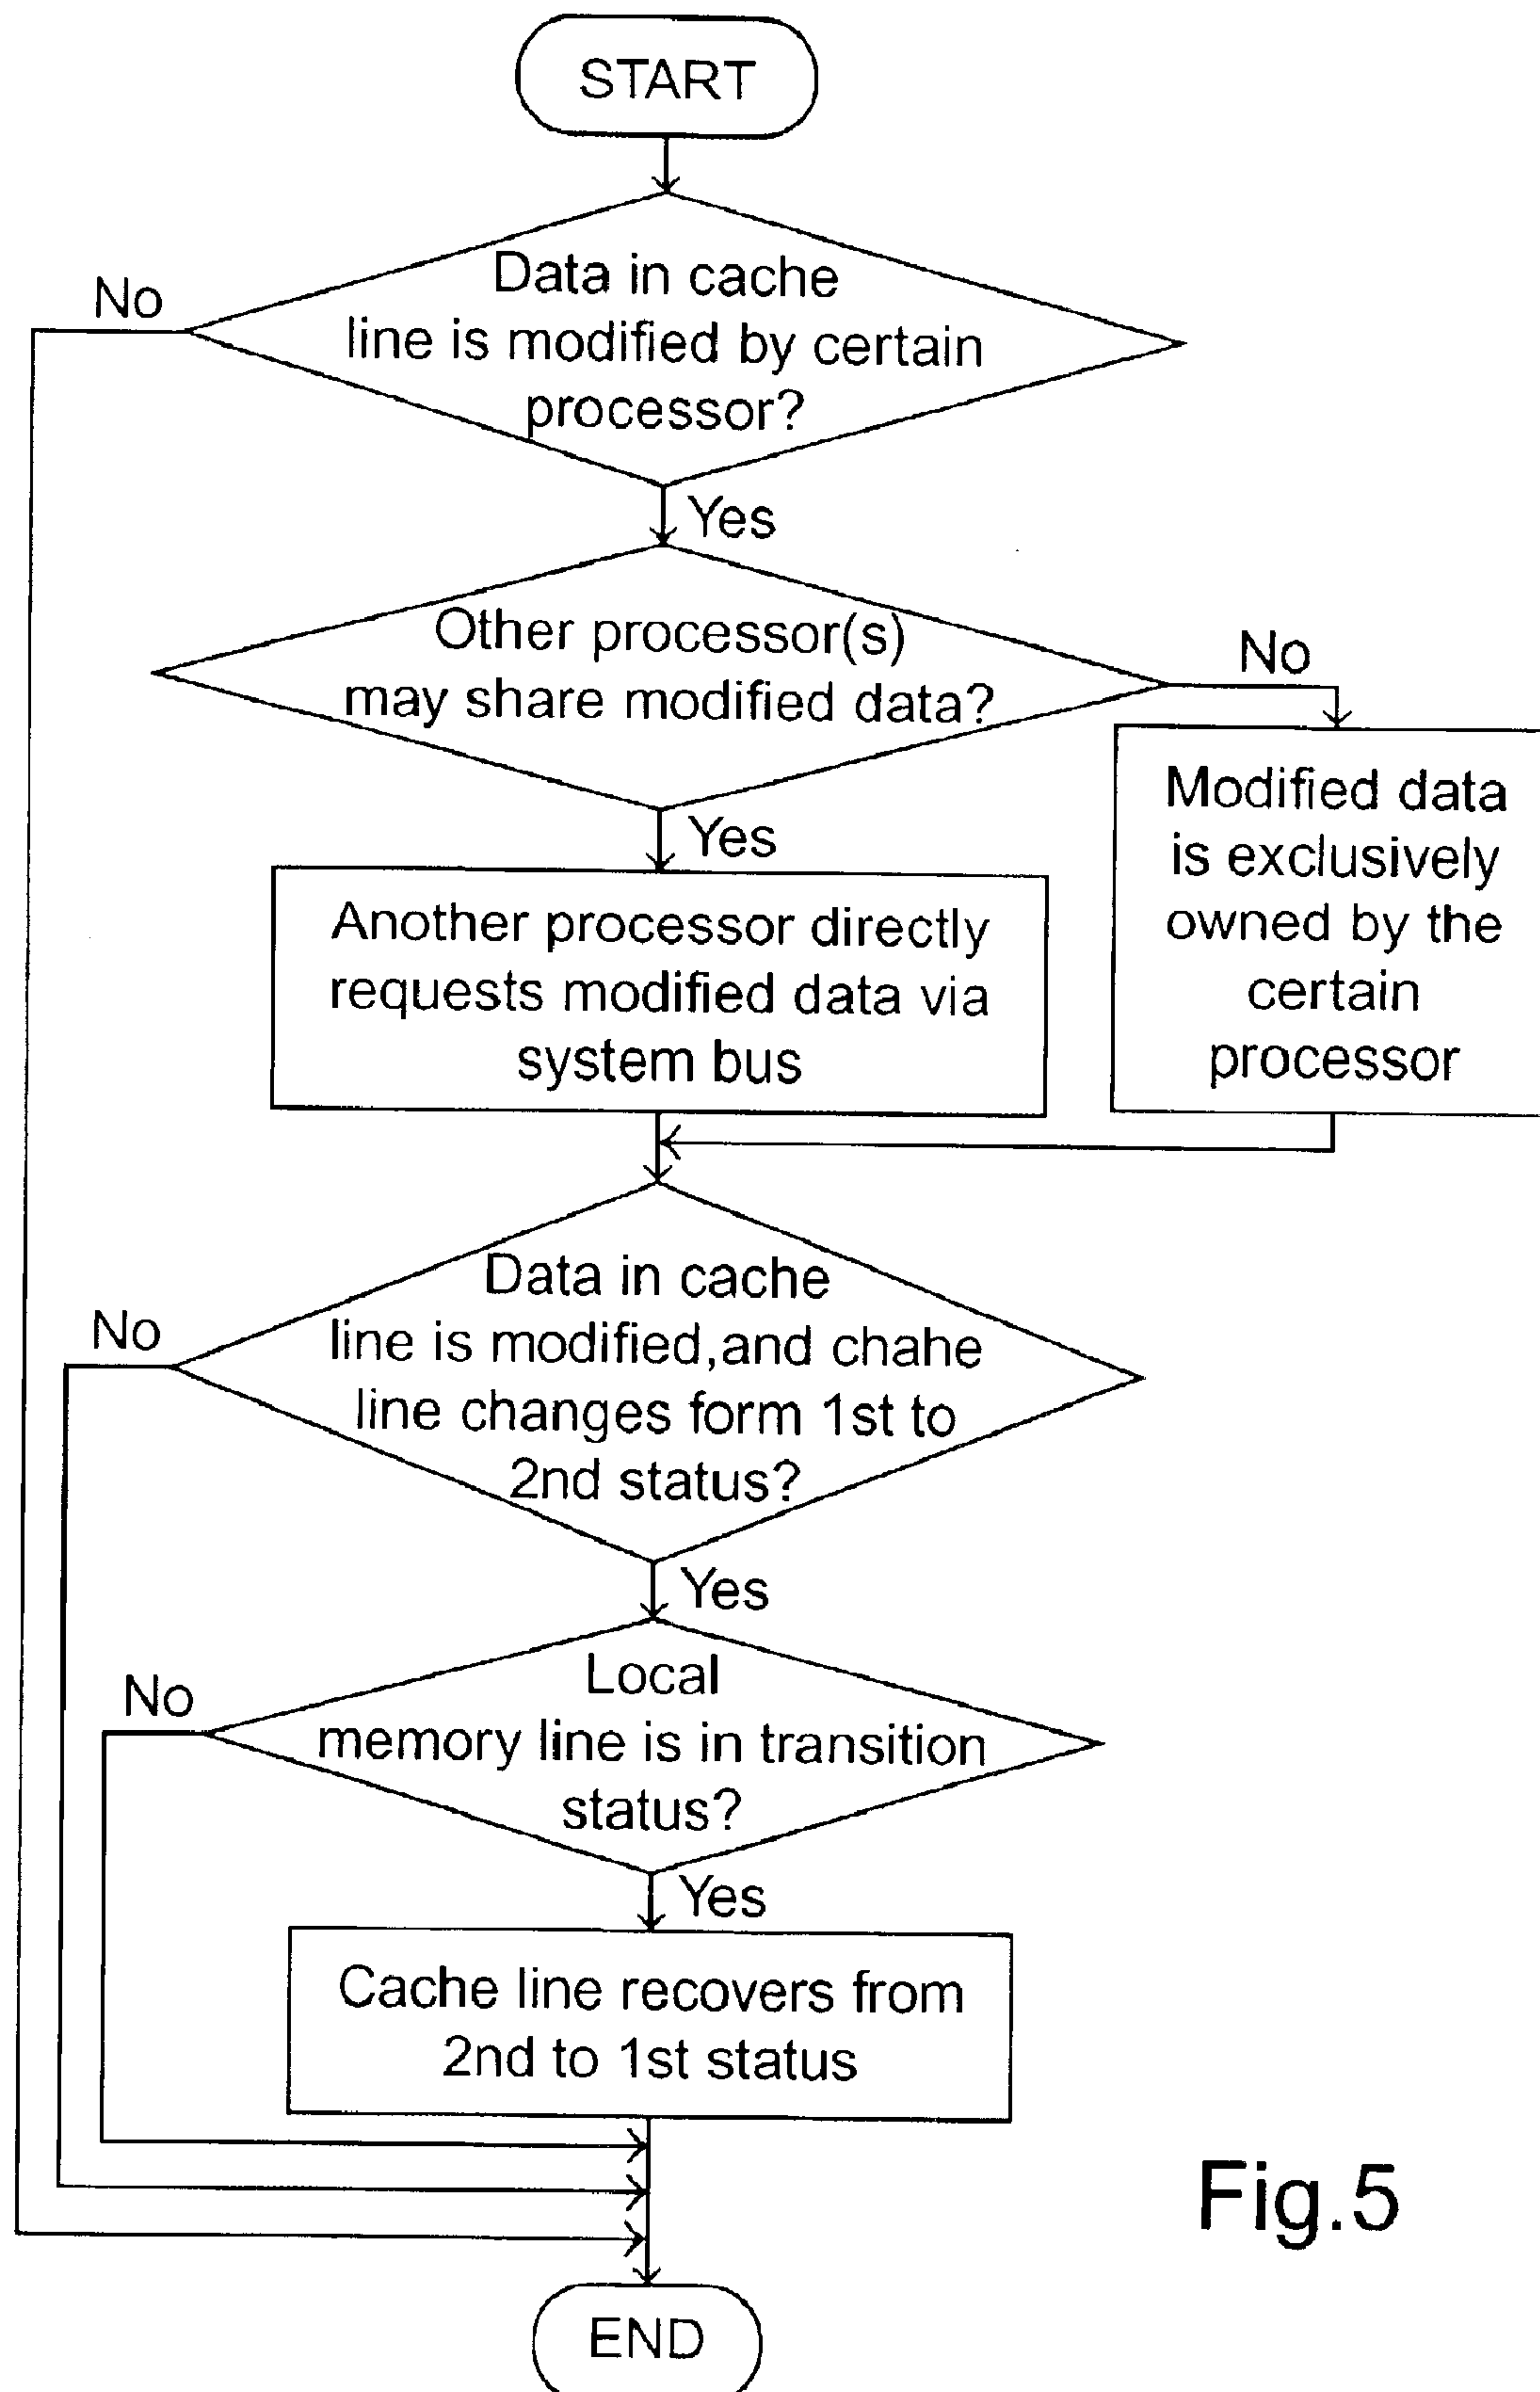 START
Data in cache
line is modified by certain
processor?
No
Yes
Other processor(s)
may share modified data?
No
Yes
Modified data
is exclusively
owned by the
certain
processor
Another processor directly
requests modified data via
system bus
Data in cache
line is modified,and chahe
line changes form 1st to
2nd status?
No
Yes
Local
memory line is in transition
status?
No
Yes
Cache line recovers from
2nd to 1st status
END
Fig.5